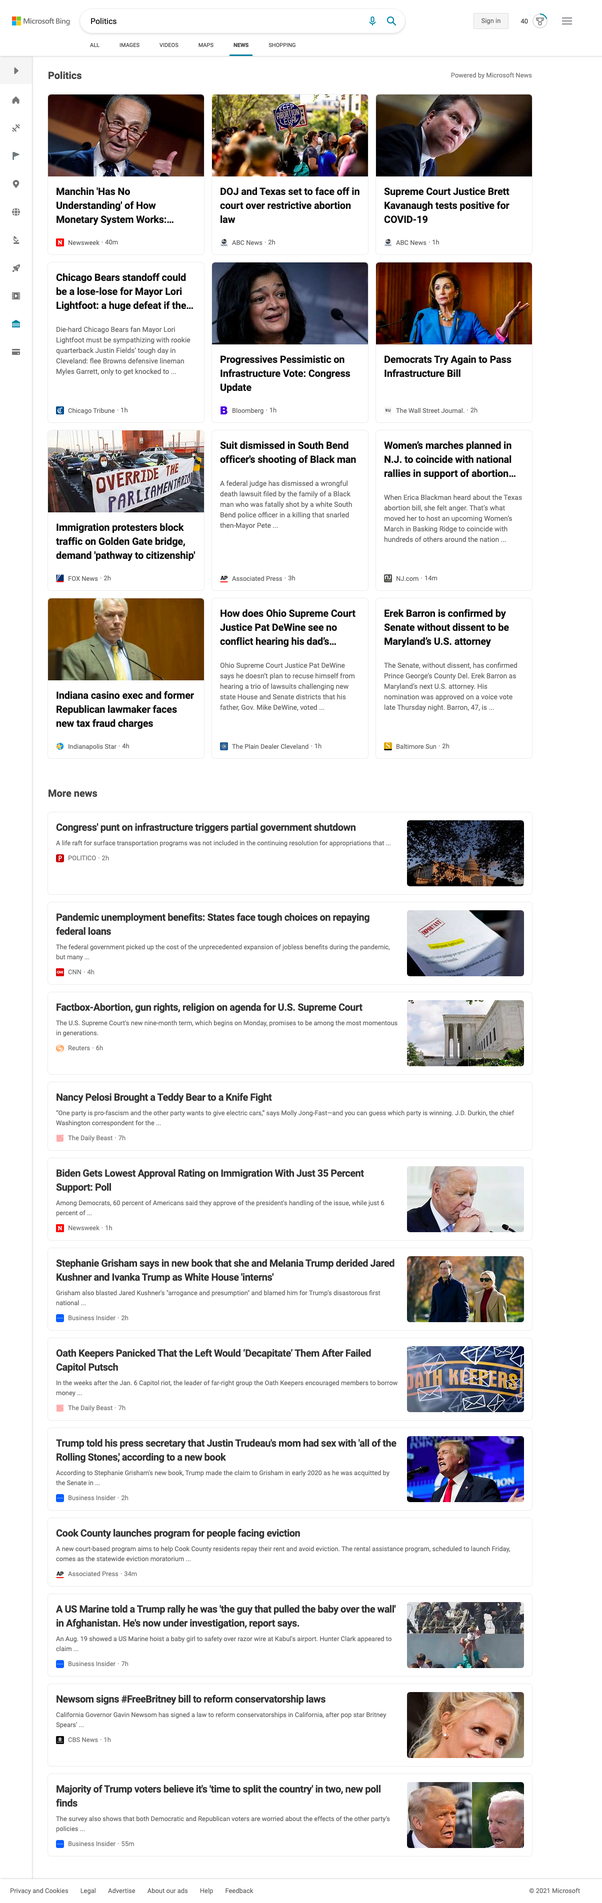 Microsoft Bing
Politics
Sign in
40
ALL IMAGES VIDEOS MAPS NEWS SHOPPING
Politics
Powered by Microsoft News
Manchin 'Has No
Understanding' of How
Monetary System Works:...
Newsweek · 40m
DOJ and Texas set to face off in
court over restrictive abortion
law
ABC News · 2h
Supreme Court Justice Brett
Kavanaugh tests positive for
COVID-19
ABC News · 1h
Chicago Bears standoff could
be a lose-lose for Mayor Lori
Lightfoot: a huge defeat if the...
Die-hard Chicago Bears fan Mayor Lori
Lightfoot must be sympathizing with rookie
quarterback Justin Fields' tough day in
Cleveland: flee Browns defensive lineman
Myles Garrett, only to get knocked to ...
Chicago Tribune · 1h
Progressives Pessimistic on
Infrastructure Vote: Congress
Update
Bloomberg · 1h
Democrats Try Again to Pass
Infrastructure Bill
The Wall Street Journal. · 2h
OVERRIDE THE
PARLIAMENTARIAN
Immigration protesters block
traffic on Golden Gate bridge,
demand 'pathway to citizenship'
FOX News · 2h
Suit dismissed in South Bend
officer's shooting of Black man
A federal judge has dismissed a wrongful
death lawsuit filed by the family of a Black
man who was fatally shot by a white South
Bend police officer in a killing that snarled
then-Mayor Pete ...
AP Associated Press · 3h
Women's marches planned in
N.J. to coincide with national
rallies in support of abortion...
When Erica Blackman heard about the Texas
abortion bill, she felt anger. That's what
moved her to host an upcoming Women's
March in Basking Ridge to coincide with
hundreds of others around the nation ...
NJ.com · 14m
Indiana casino exec and former
Republican lawmaker faces
new tax fraud charges
Indianapolis Star · 4h
How does Ohio Supreme Court
Justice Pat DeWine see no
conflict hearing his dad's...
Ohio Supreme Court Justice Pat DeWine
says he doesn't plan to recuse himself from
hearing a trio of lawsuits challenging new
state House and Senate districts that his
father, Gov. Mike DeWine, voted ...
The Plain Dealer Cleveland · 1h
Erek Barron is confirmed by
Senate without dissent to be
Maryland's U.S. attorney
The Senate, without dissent, has confirmed
Prince George's County Del. Erek Barron as
Maryland's next U.S. attorney. His
nomination was approved on a voice vote
late Thursday night. Barron, 47, is ...
Baltimore Sun · 2h
More news
Congress' punt on infrastructure triggers partial government shutdown
A life raft for surface transportation programs was not included in the continuing resolution for appropriations that ...
POLITICO · 2h
Pandemic unemployment benefits: States face tough choices on repaying
federal loans
The federal government picked up the cost of the unprecedented expansion of jobless benefits during the pandemic,
but many ...
CNN · 4h
Factbox-Abortion, gun rights, religion on agenda for U.S. Supreme Court
The U.S. Supreme Court's new nine-month term, which begins on Monday, promises to be among the most momentous
in generations.
Reuters · 6h
Nancy Pelosi Brought a Teddy Bear to a Knife Fight
"One party is pro-fascism and the other party wants to give electric cars," says Molly Jong-Fast—and you can guess which party is winning. J.D. Durkin, the chief
Washington correspondent for the ...
The Daily Beast · 7h
Biden Gets Lowest Approval Rating on Immigration With Just 35 Percent
Support: Poll
Among Democrats, 60 percent of Americans said they approve of the president's handling of the issue, while just 6
percent of ...
Newsweek · 1h
Stephanie Grisham says in new book that she and Melania Trump derided Jared
Kushner and Ivanka Trump as White House 'interns'
Grisham also blasted Jared Kushner's "arrogance and presumption" and blamed him for Trump's disastorous first
national ...
Business Insider · 2h
Oath Keepers Panicked That the Left Would 'Decapitate' Them After Failed
Capitol Putsch
In the weeks after the Jan. 6 Capitol riot, the leader of far-right group the Oath Keepers encouraged members to borrow
money ...
The Daily Beast · 7h
OATH KEEPERS
Trump told his press secretary that Justin Trudeau's mom had sex with 'all of the
Rolling Stones,' according to a new book
According to Stephanie Grisham's new book, Trump made the claim to Grisham in early 2020 as he was acquitted by
the Senate in ...
Business Insider · 2h
Cook County launches program for people facing eviction
A new court-based program aims to help Cook County residents repay their rent and avoid eviction. The rental assistance program, scheduled to launch Friday,
comes as the statewide eviction moratorium ...
AP Associated Press · 34m
A US Marine told a Trump rally he was 'the guy that pulled the baby over the wall'
in Afghanistan. He's now under investigation, report says.
An Aug. 19 showed a US Marine hoist a baby girl to safety over razor wire at Kabul's airport. Hunter Clark appeared to
claim ...
Business Insider · 7h
Newsom signs #FreeBritney bill to reform conservatorship laws
California Governor Gavin Newsom has signed a law to reform conservatorships in California, after pop star Britney
Spears' ...
CBS News · 1h
Majority of Trump voters believe it's 'time to split the country' in two, new poll
finds
The survey also shows that both Democratic and Republican voters are worried about the effects of the other party's
policies ...
Business Insider · 55m
Privacy and Cookies Legal Advertise About our ads Help Feedback
© 2021 Microsoft